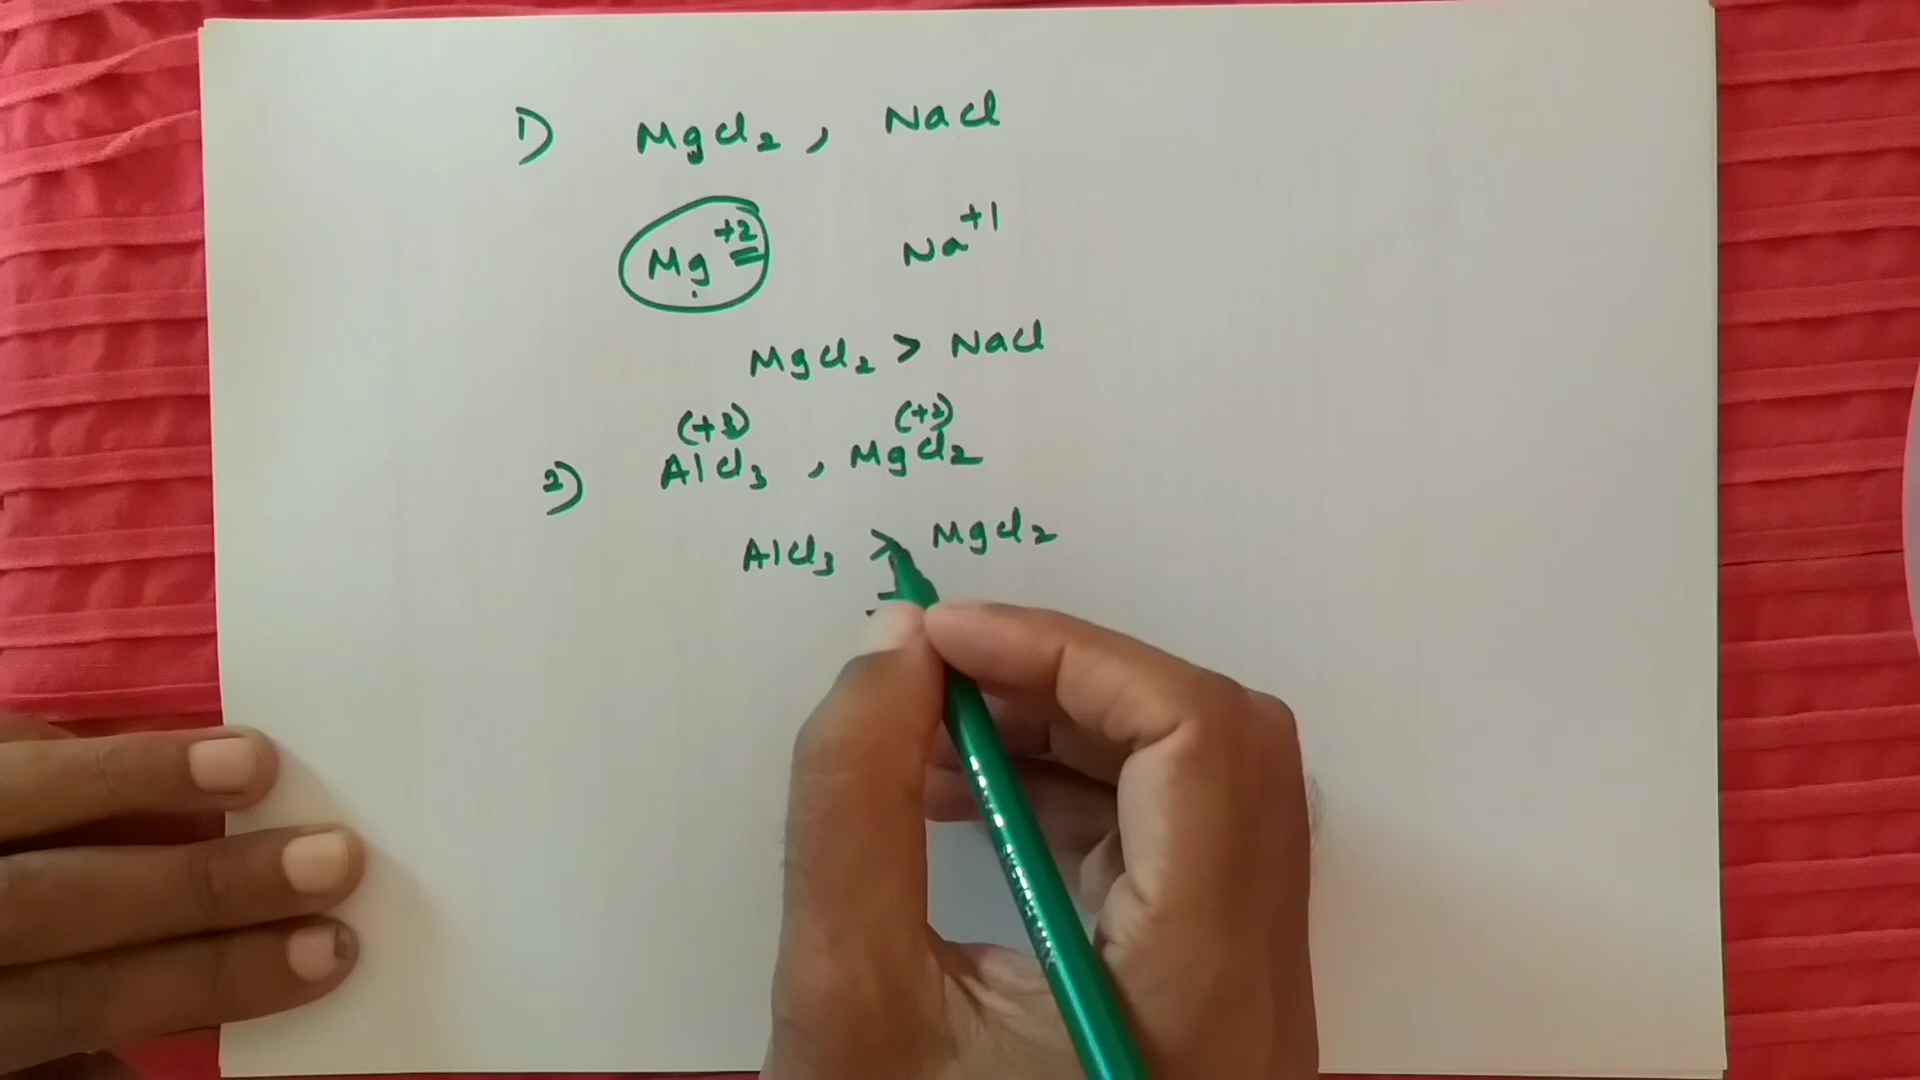 1) MgCl2, NaCl
Mg+2 Na+1
MgCl2 > NaCl
(+3) (+2)
2) AlCl3, MgCl2
AlCl3 > MgCl2